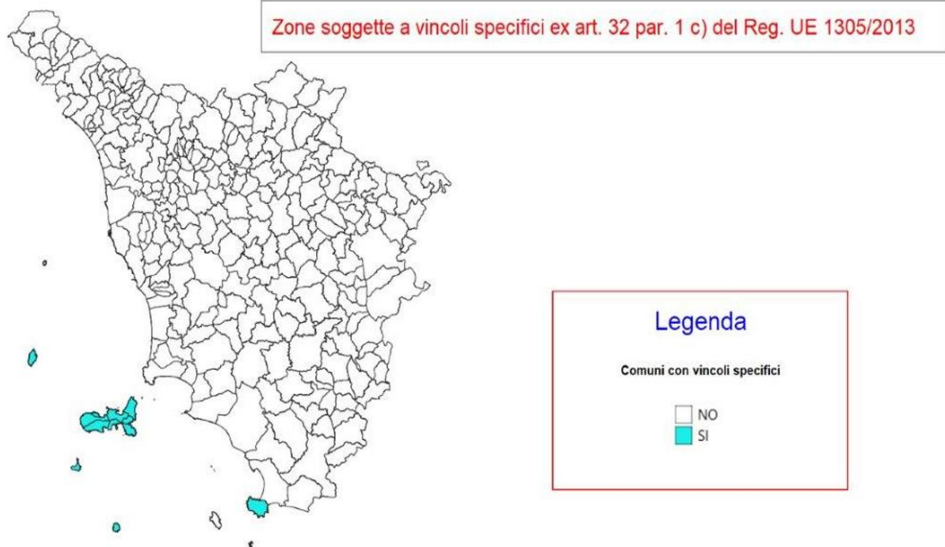 Zone soggette a vincoli specifici ex art. 32 par. 1 c) del Reg. UE 1305/2013
Legenda
Comuni con vincoli specifici
NO
SI